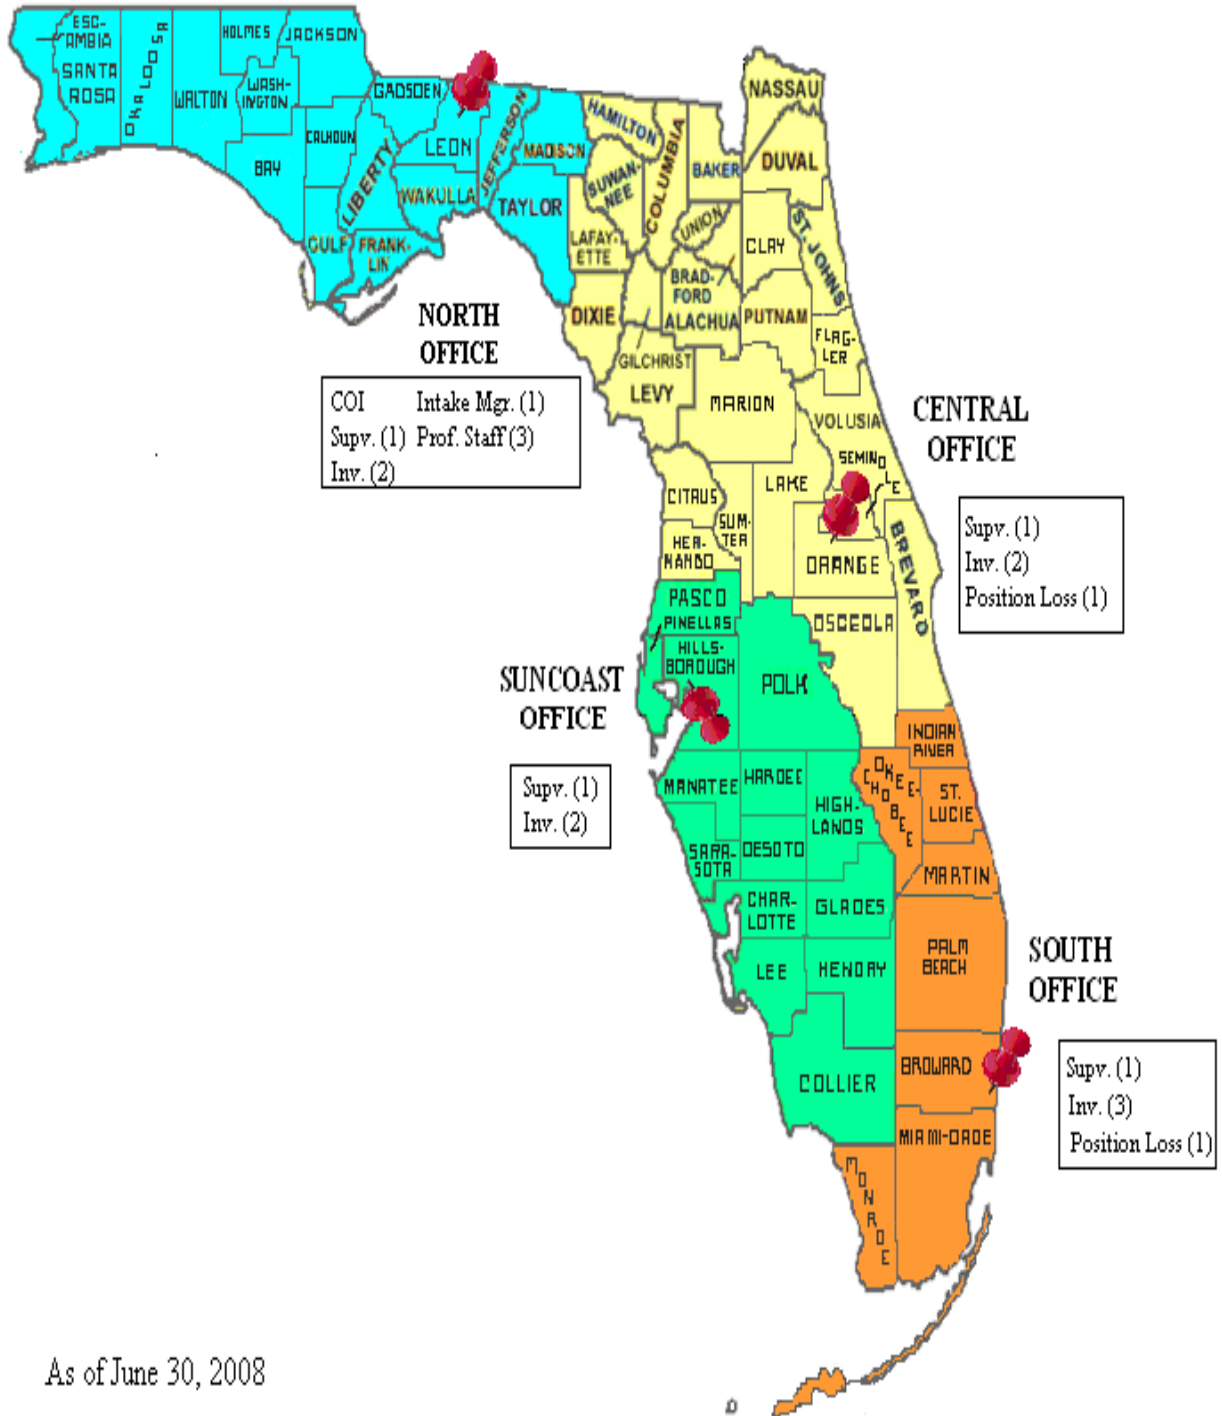 ESC-
AMBIA
SANTA
ROSA
OKALOOSA
WALTON
HOLMES
JACKSON
WASH-
INGTON
BAY
CALHOUN
GULF
LIBERTY
GADSDEN
LEON
WAKULLA
FRANK-
LIN
JEFFERSON
MADISON
TAYLOR
HAMILTON
SUWAN-
NEE
LAFAY-
ETTE
DIXIE
COLUMBIA
BAKER
UNION
BRAD-
FORD
ALACHUA
GILCHRIST
LEVY
NASSAU
DUVAL
CLAY
ST. JOHNS
PUTNAM
FLAG-
LER
MARION
VOLUSIA
CITRUS
SUM-
TER
HER-
NANDO
LAKE
SEMINOLE
ORANGE
BREVARD
OSCEOLA
PASCO
PINELLAS
HILLS-
BOROUGH
POLK
MANATEE
HARDEE
HIGH-
LANDS
SARA-
SOTA
DESOTO
CHAR-
LOTTE
GLADES
LEE
HENDRY
COLLIER
INDIAN
RIVER
OKEE-
CHOBEE
ST.
LUCIE
MARTIN
PALM
BEACH
BROWARD
MIAMI-DADE
MONROE
NORTH
OFFICE
COI Intake Mgr. (1)
Supv. (1) Prof. Staff (3)
Inv. (2)
CENTRAL
OFFICE
Supv. (1)
Inv. (2)
Position Loss (1)
SUNCOAST
OFFICE
Supv. (1)
Inv. (2)
SOUTH
OFFICE
Supv. (1)
Inv. (3)
Position Loss (1)
As of June 30, 2008